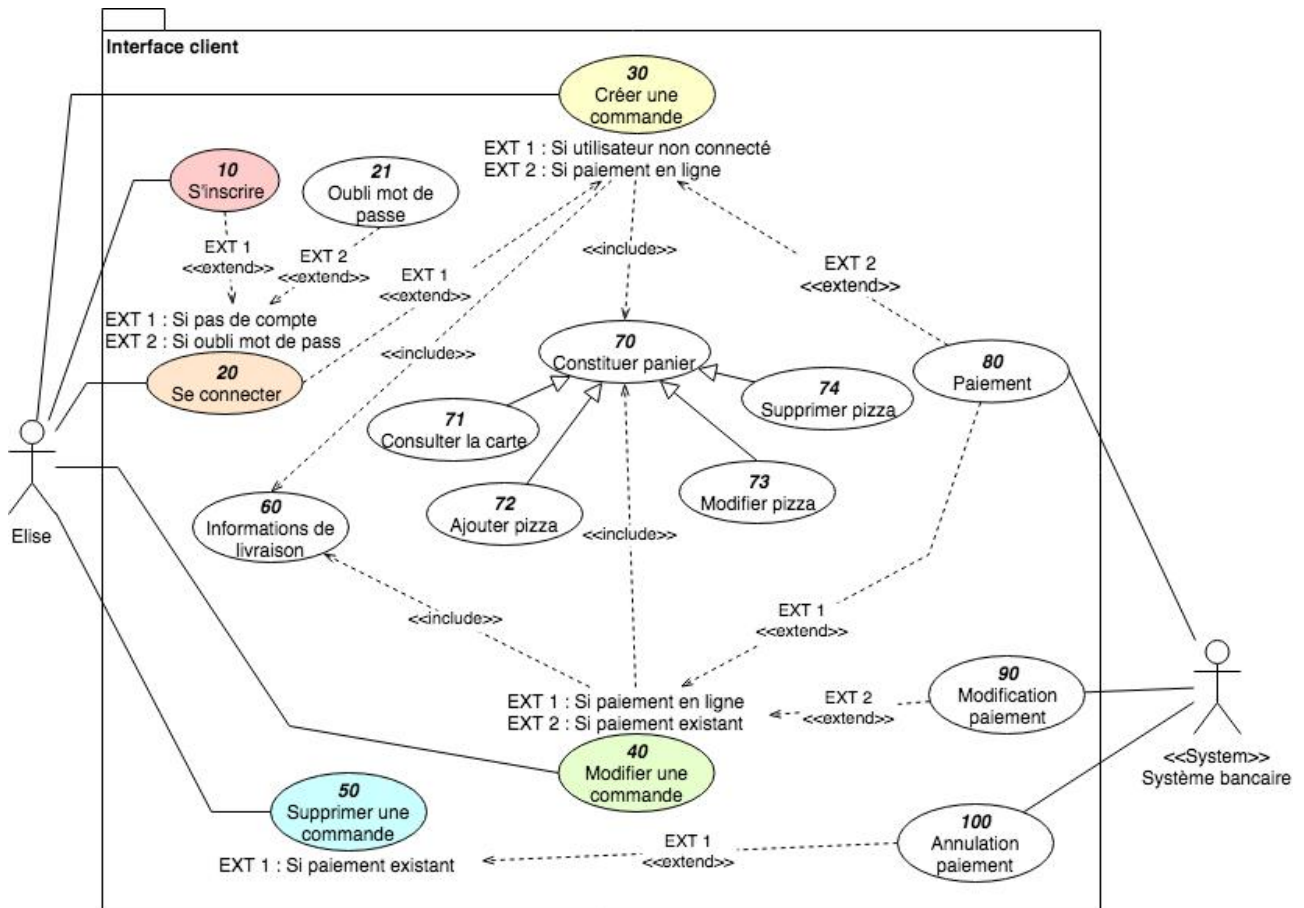 Interface client
30
Créer une
commande
EXT 1 : Si utilisateur non connecté
EXT 2 : Si paiement en ligne
10
S'inscrire
21
Oubli mot de
passe
EXT 1
<<extend>>
EXT 2
<<extend>>
EXT 1
<<extend>>
<<include>>
EXT 2
<<extend>>
EXT 1 : Si pas de compte
EXT 2 : Si oubli mot de pass
20
Se connecter
<<include>>
70
Constituer panier
80
Paiement
71
Consulter la carte
74
Supprimer pizza
72
Ajouter pizza
73
Modifier pizza
Elise
60
Informations de
livraison
<<include>>
<<include>>
EXT 1
<<extend>>
EXT 1 : Si paiement en ligne
EXT 2 : Si paiement existant
40
Modifier une
commande
EXT 2
<<extend>>
90
Modification
paiement
<<System>>
Système bancaire
50
Supprimer une
commande
EXT 1 : Si paiement existant
EXT 1
<<extend>>
100
Annulation
paiement